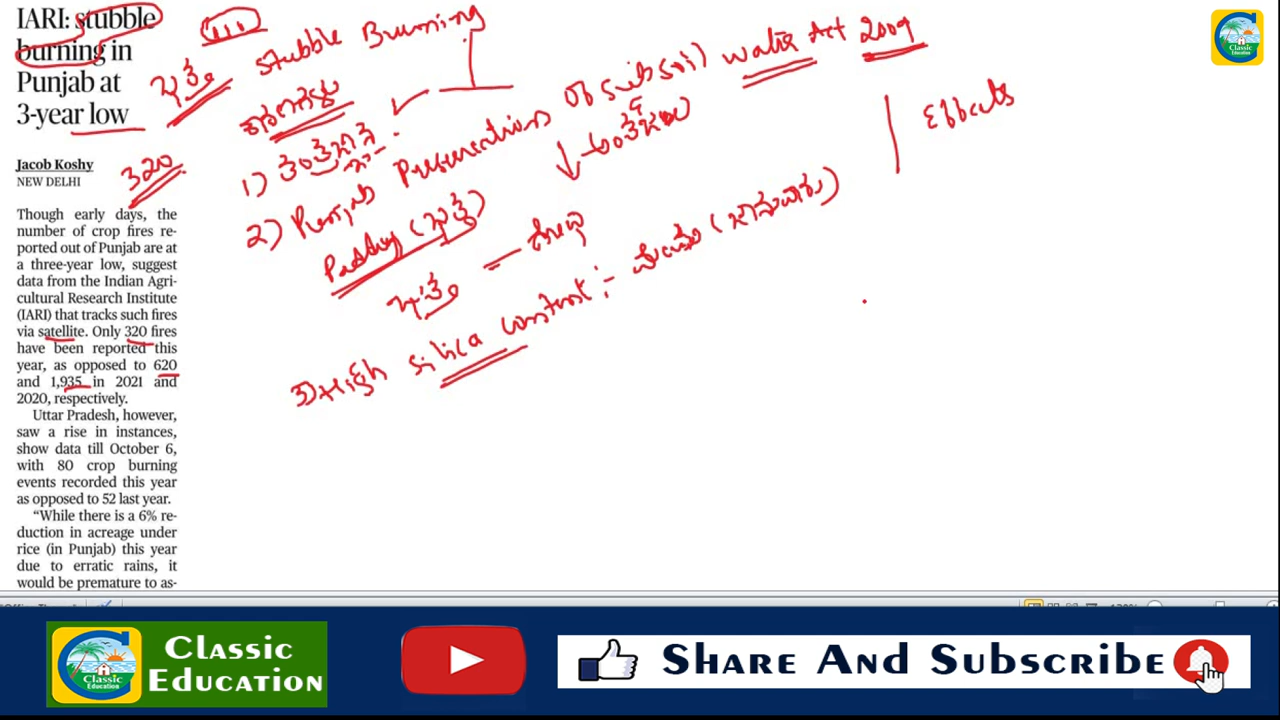 IARI: stubble
burning in
Punjab at
3-year low
Jacob Koshy
NEW DELHI
Though early days, the
number of crop fires re-
ported out of Punjab are at
a three-year low, suggest
data from the Indian Agri-
cultural Research Institute
(IARI) that tracks such fires
via satellite. Only 320 fires
have been reported this
year, as opposed to 620
and 1,935 in 2021 and
2020, respectively.
Uttar Pradesh, however,
saw a rise in instances,
show data till October 6,
with 80 crop burning
events recorded this year
as opposed to 52 last year.
"While there is a 6% re-
duction in acreage under
rice (in Punjab) this year
due to erratic rains, it
would be premature to as-
320
Stubble Burning
1) ತಂತ್ರಜ್ಞಾನ
2) Punjab Preservation of subsoil water Act 2009
Paddy (ಭತ್ತ)
ಭತ್ತ
3) High silica content :- ಮೇವು (ಜಾನುವಾರು)
Effects
Classic
Education
Classic
Education
Share And Subscribe